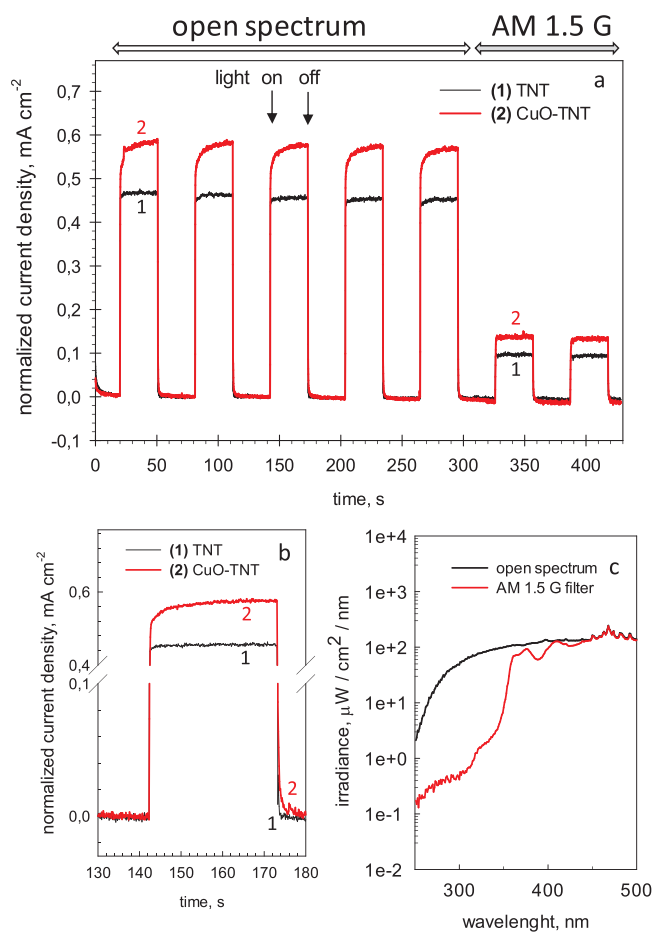 open spectrum AM 1.5 G
light on off
a
(1) TNT
(2) CuO-TNT
normalized current density, mA cm-2
0,7
0,6
0,5
0,4
0,3
0,2
0,1
0,0
-0,1
2
1
2
1
0 50 100 150 200 250 300 350 400
time, s
b
(1) TNT
(2) CuO-TNT
normalized current density, mA cm-2
0,6
0,4
0,1
0,0
2
1
2
1
130 140 150 160 170 180
time, s
c
open spectrum
AM 1.5 G filter
irradiance, μW / cm2 / nm
1e+4
1e+3
1e+2
1e+1
1e+0
1e-1
1e-2
300 400 500
wavelenght, nm